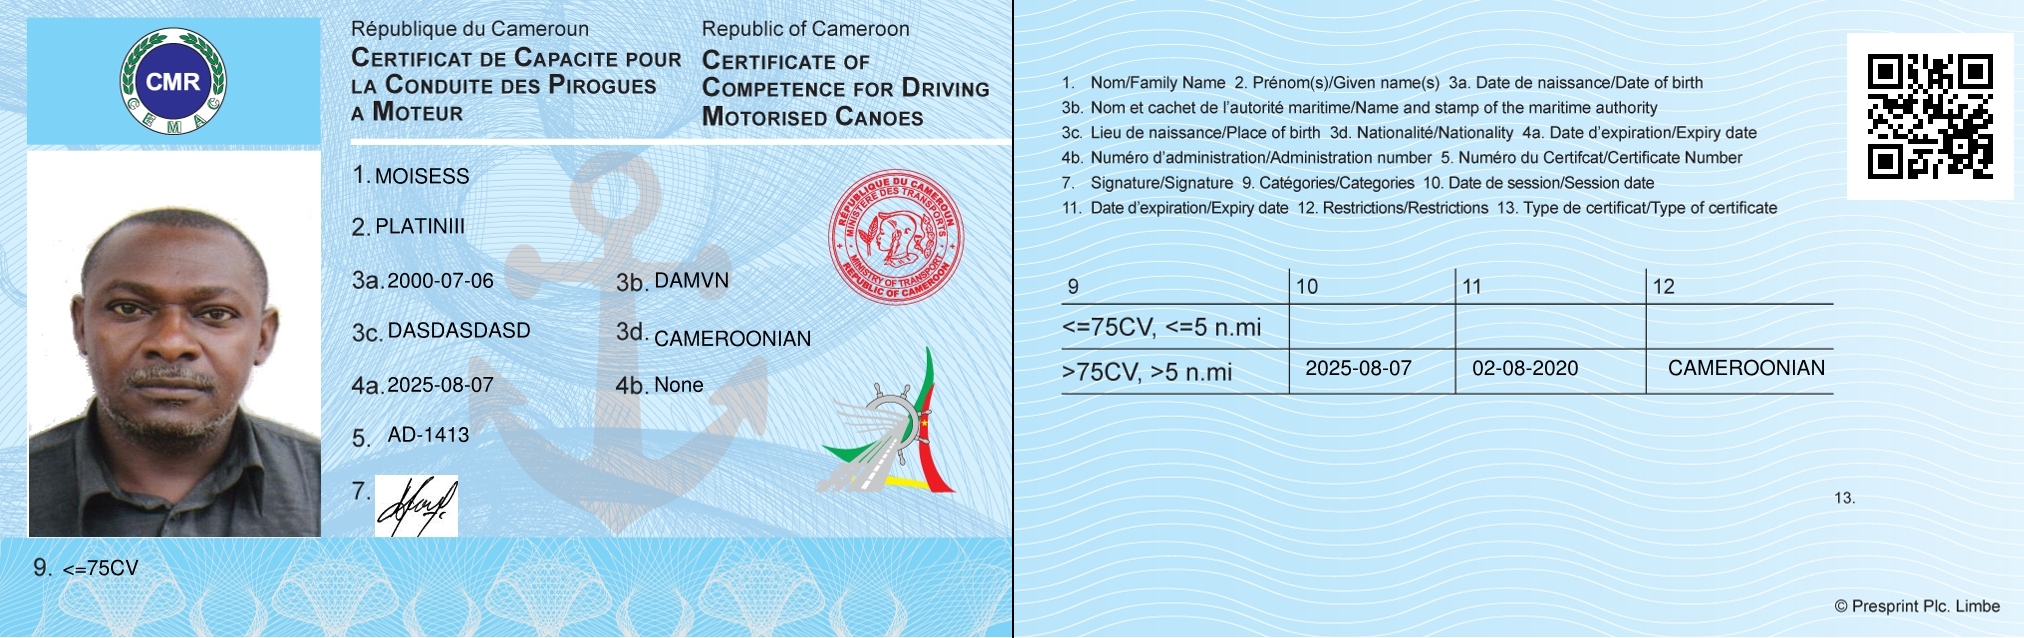 CMR
CEMAC
République du Cameroun
CERTIFICAT DE CAPACITE POUR
LA CONDUITE DES PIROGUES
A MOTEUR
Republic of Cameroon
CERTIFICATE OF
COMPETENCE FOR DRIVING
MOTORISED CANOES
1. MOISESS
2. PLATINIII
3a. 2000-07-06
3b. DAMVN
3c. DASDASDASD
3d. CAMEROONIAN
4a. 2025-08-07
4b. None
5. AD-1413
7.
RÉPUBLIQUE DU CAMEROUN
MINISTÈRE DES TRANSPORTS
MINISTRY OF TRANSPORT
REPUBLIC OF CAMEROON
9. <=75CV
1. Nom/Family Name 2. Prénom(s)/Given name(s) 3a. Date de naissance/Date of birth
3b. Nom et cachet de l'autorité maritime/Name and stamp of the maritime authority
3c. Lieu de naissance/Place of birth 3d. Nationalité/Nationality 4a. Date d'expiration/Expiry date
4b. Numéro d'administration/Administration number 5. Numéro du Certifcat/Certificate Number
7. Signature/Signature 9. Catégories/Categories 10. Date de session/Session date
11. Date d'expiration/Expiry date 12. Restrictions/Restrictions 13. Type de certificat/Type of certificate
9 10 11 12
<=75CV, <=5 n.mi
>75CV, >5 n.mi 2025-08-07 02-08-2020 CAMEROONIAN
13.
© Presprint Plc. Limbe